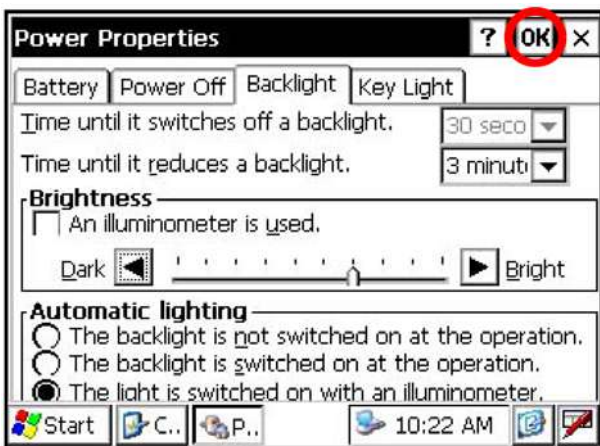 Power Properties ? OK ×
Battery Power Off Backlight Key Light
Time until it switches off a backlight. 30 seco
Time until it reduces a backlight. 3 minut
Brightness
An illuminometer is used.
Dark Bright
Automatic lighting
The backlight is not switched on at the operation.
The backlight is switched on at the operation.
The light is switched on with an illuminometer.
Start C.. P.. 10:22 AM